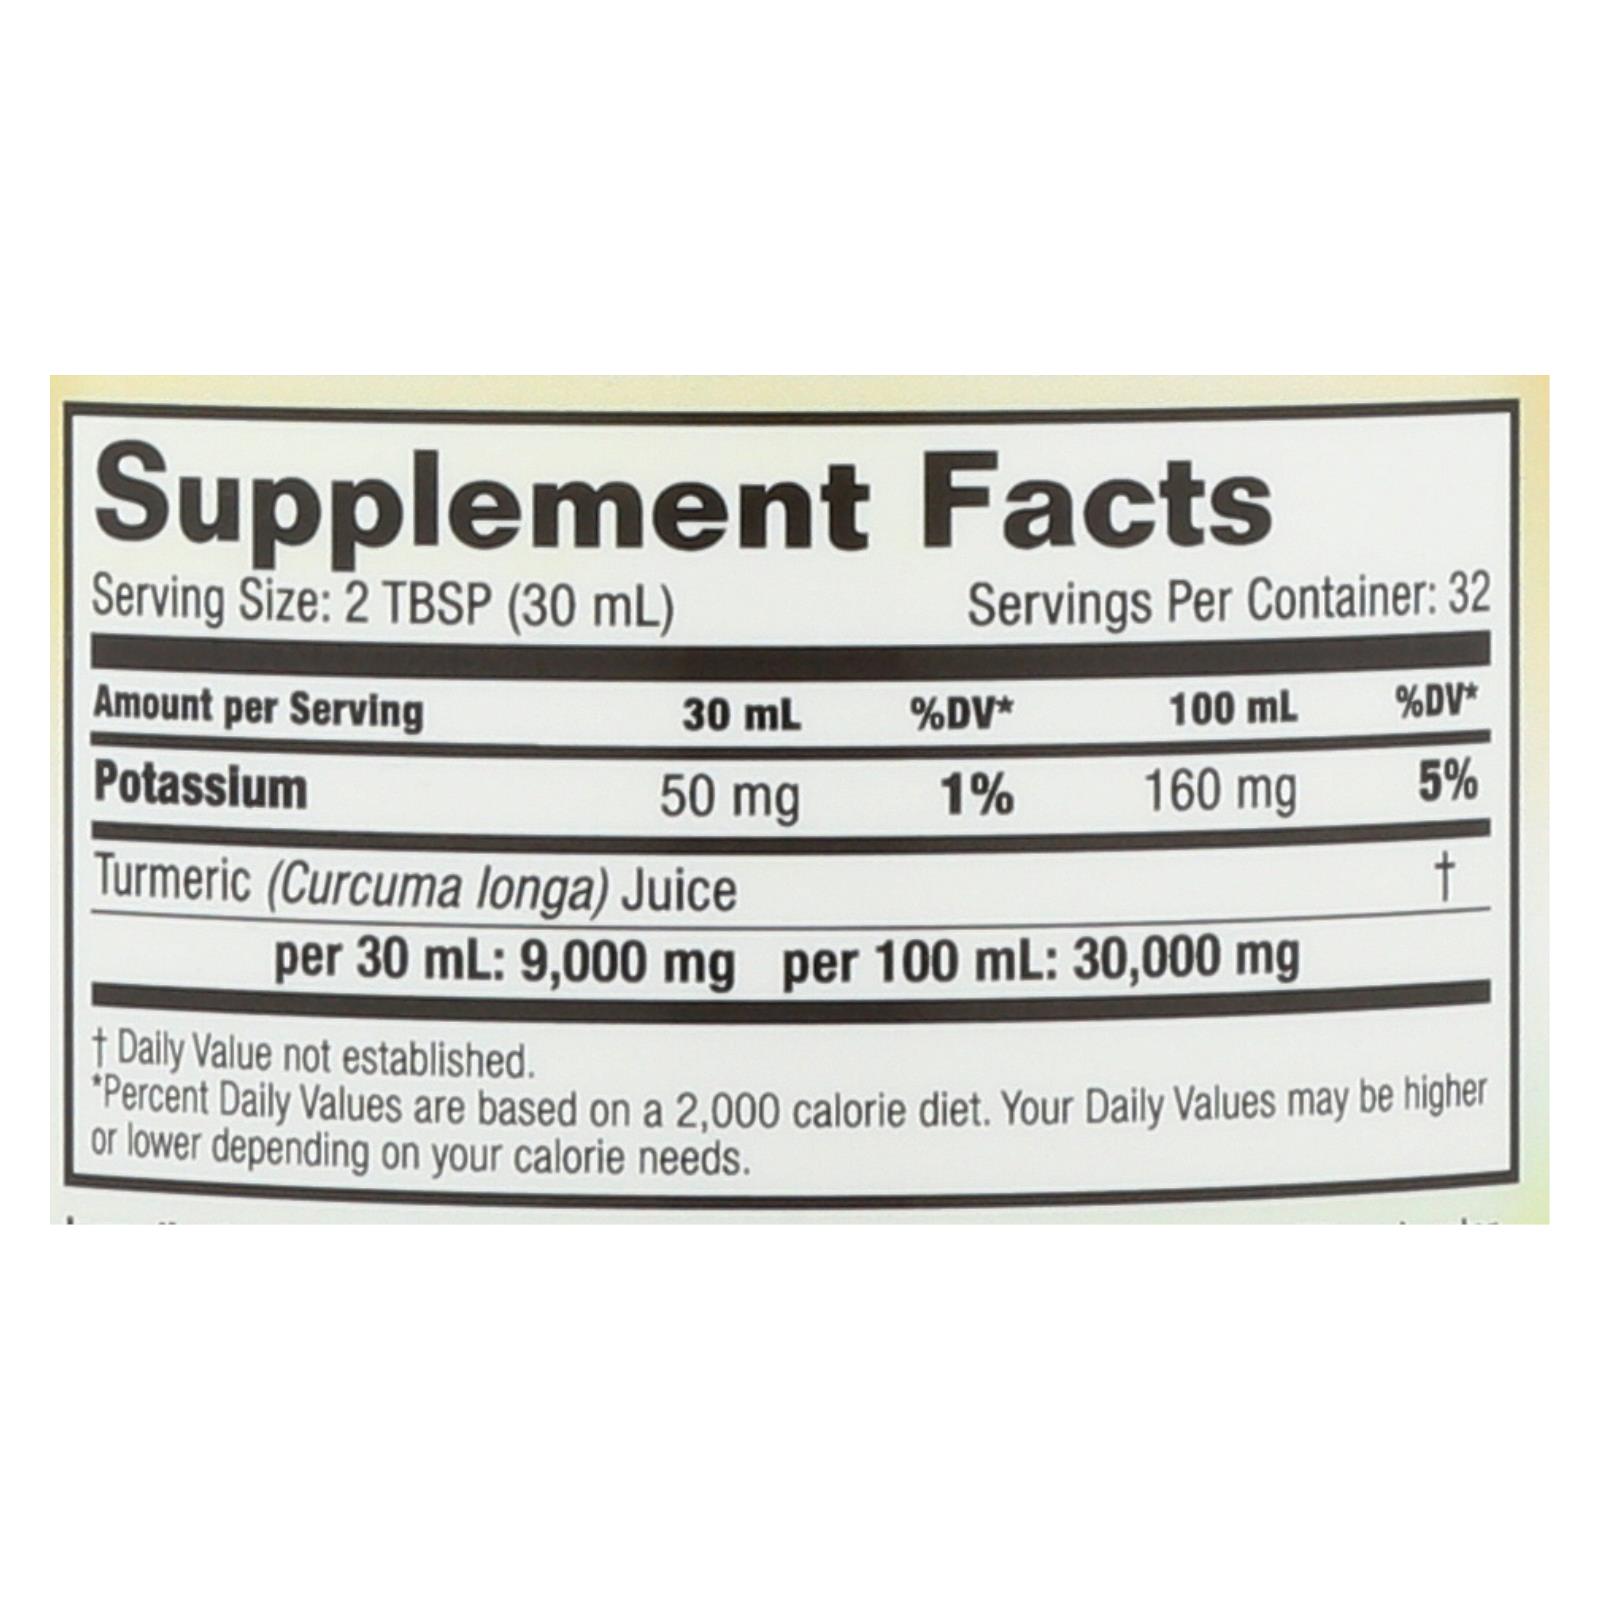 Supplement Facts
Serving Size: 2 TBSP (30 mL) Servings Per Container: 32
Amount per Serving 30 mL %DV* 100 mL %DV*
Potassium 50 mg 1% 160 mg 5%
Turmeric (Curcuma longa) Juice †
per 30 mL: 9,000 mg per 100 mL: 30,000 mg
† Daily Value not established.
*Percent Daily Values are based on a 2,000 calorie diet. Your Daily Values may be higher
or lower depending on your calorie needs.